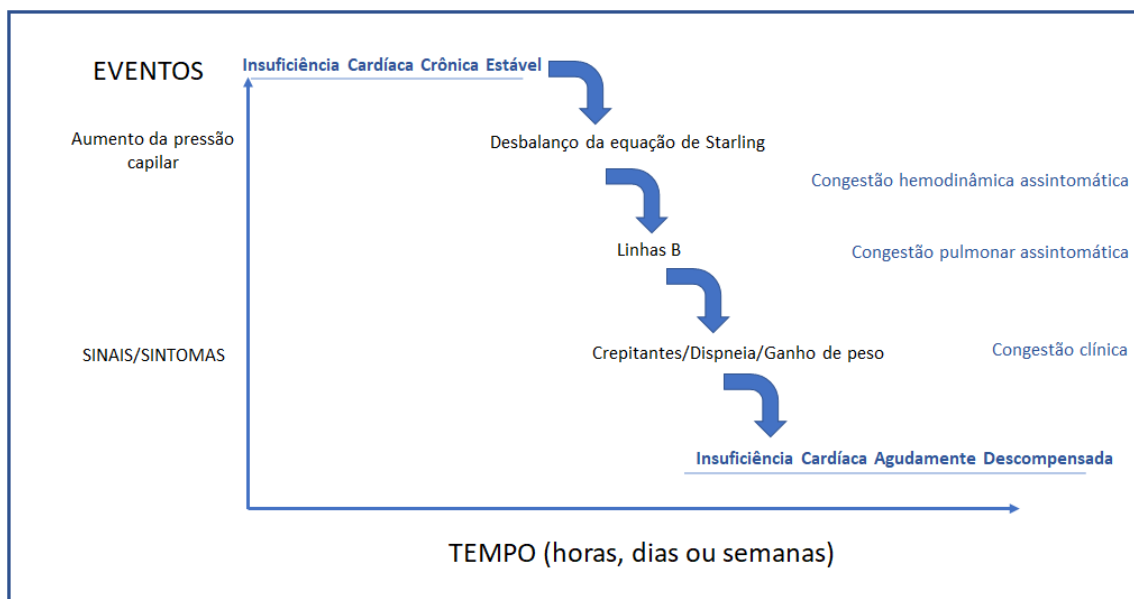 EVENTOS
Insuficiência Cardíaca Crônica Estável
Aumento da pressão
capilar
Desbalanço da equação de Starling
Congestão hemodinâmica assintomática
Linhas B
Congestão pulmonar assintomática
SINAIS/SINTOMAS
Crepitantes/Dispneia/Ganho de peso
Congestão clínica
Insuficiência Cardíaca Agudamente Descompensada
TEMPO (horas, dias ou semanas)